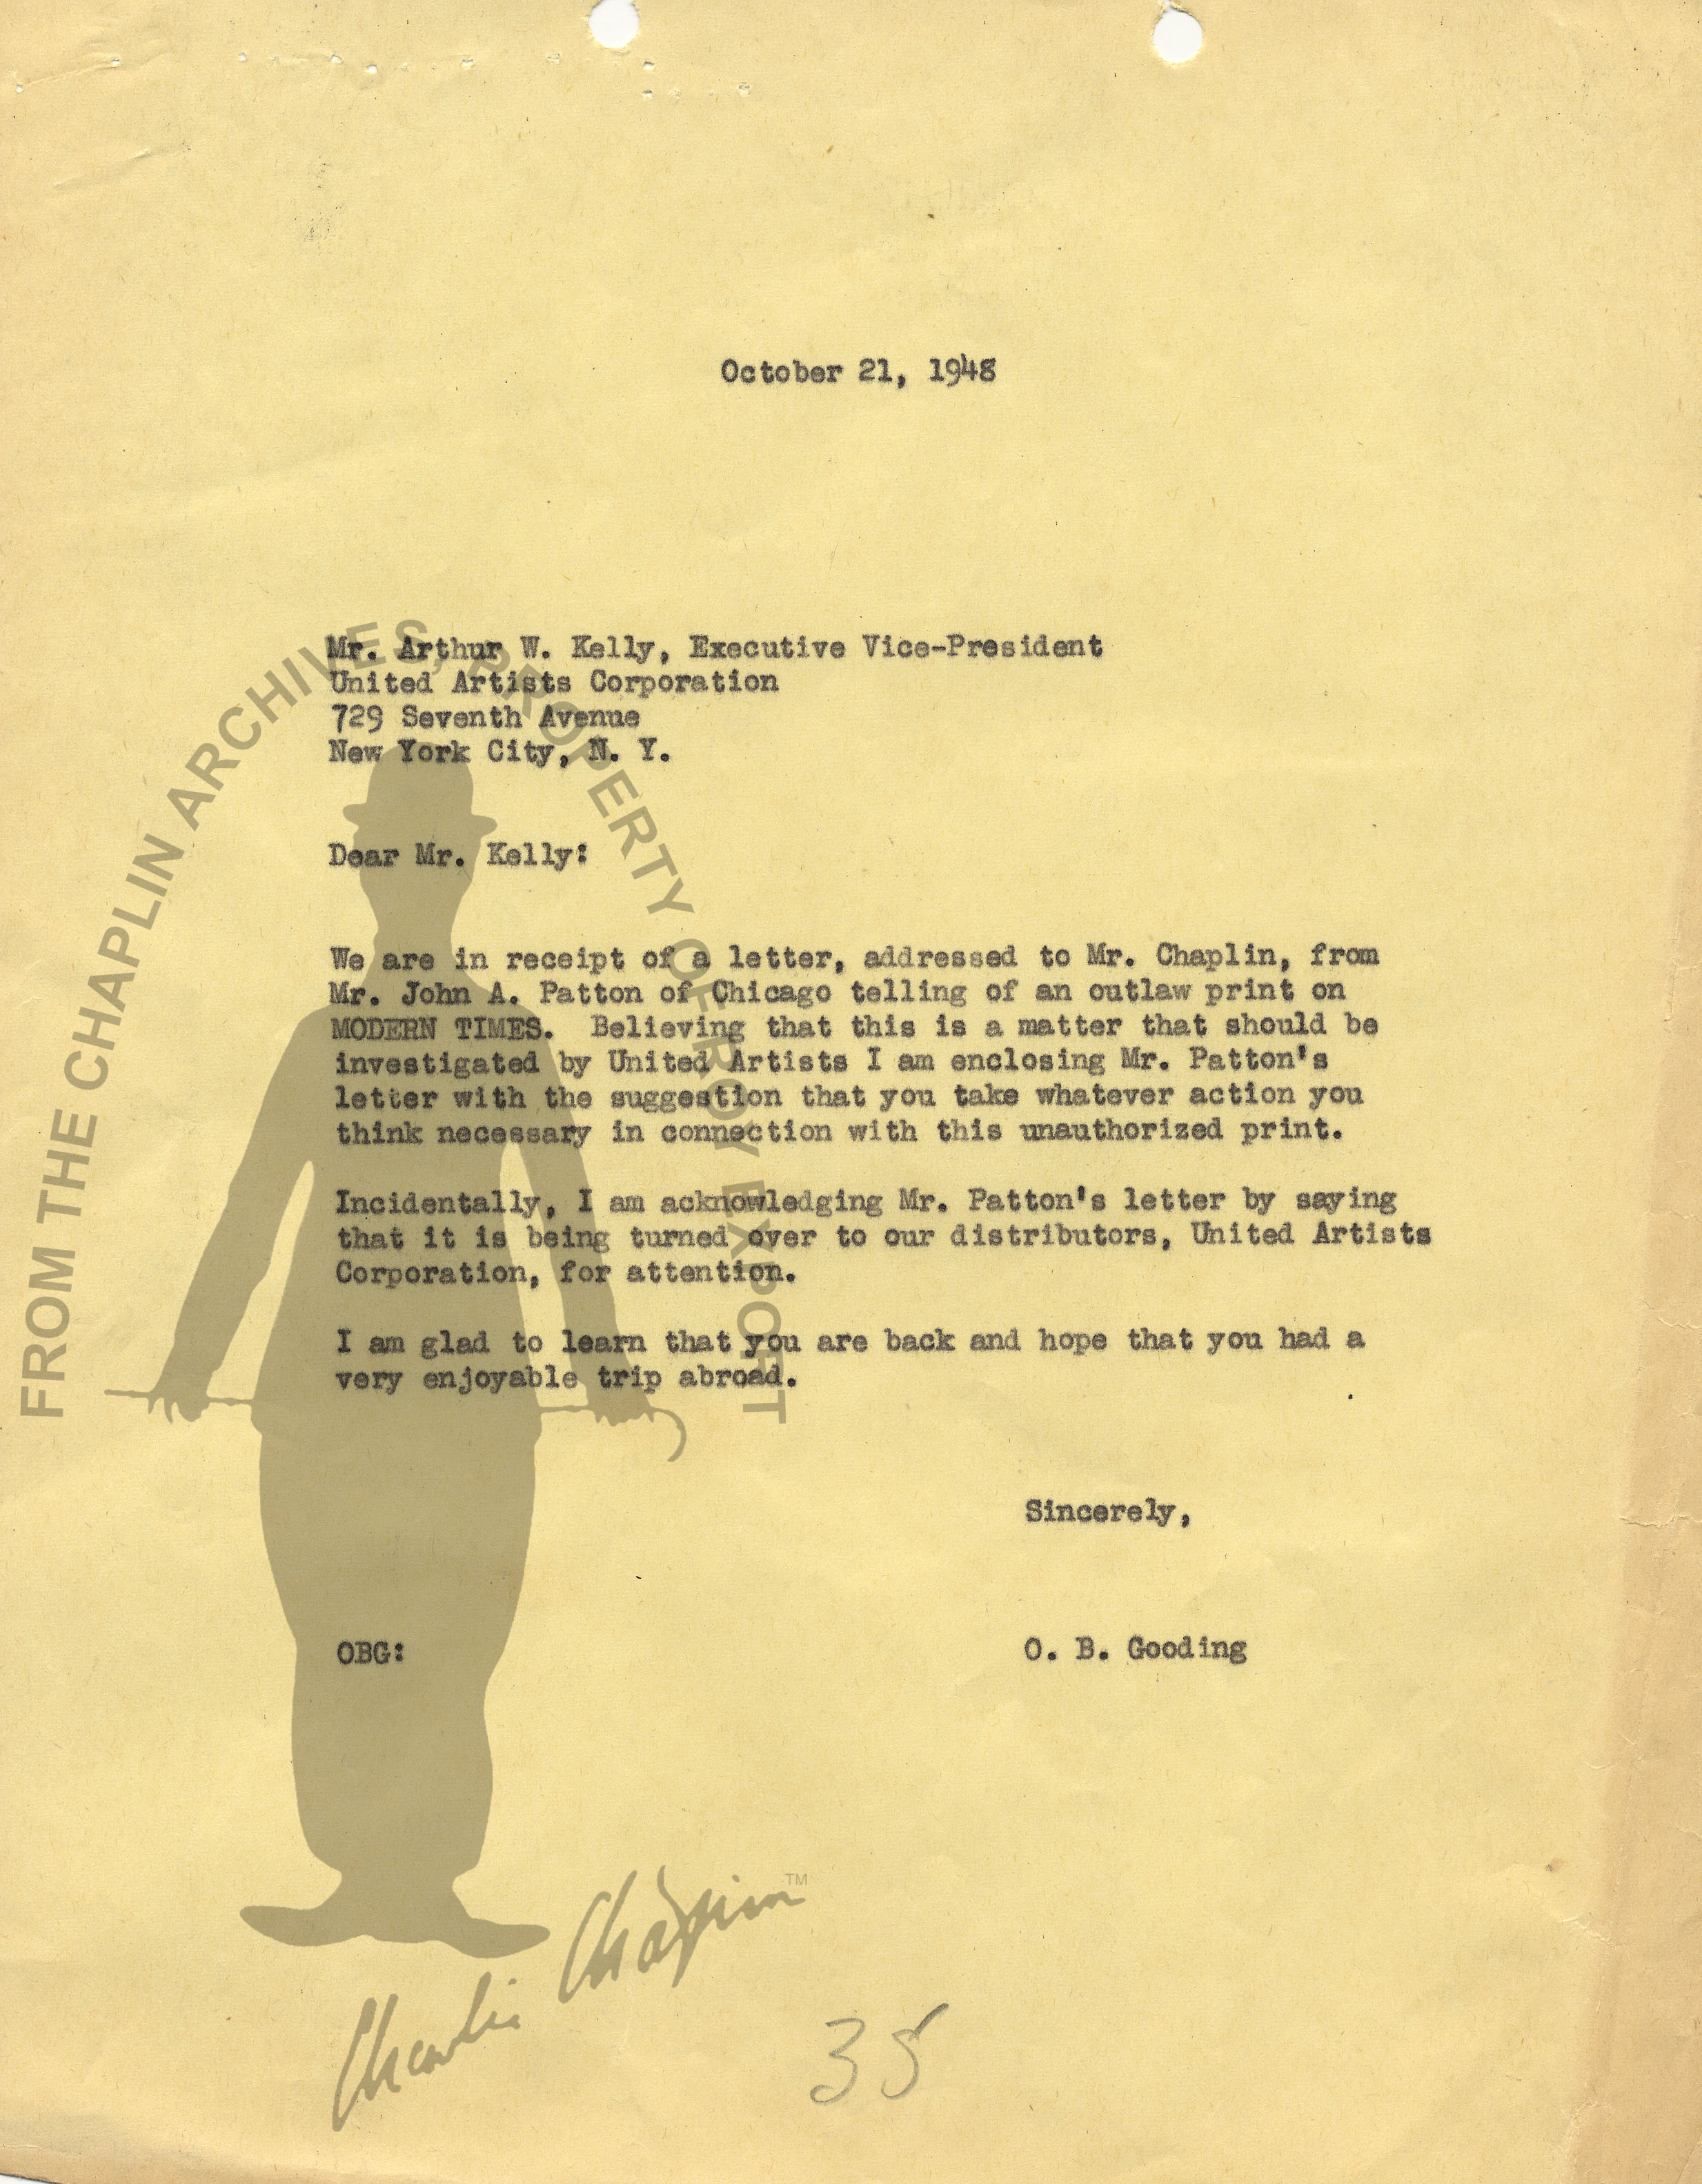 October 21, 1948
Mr. Arthur W. Kelly, Executive Vice-President
United Artists Corporation
729 Seventh Avenue
New York City, N. Y.
Dear Mr. Kelly:
We are in receipt of a letter, addressed to Mr. Chaplin, from
Mr. John A. Patton of Chicago telling of an outlaw print on
MODERN TIMES. Believing that this is a matter that should be
investigated by United Artists I am enclosing Mr. Patton's
letter with the suggestion that you take whatever action you
think necessary in connection with this unauthorized print.
Incidentally, I am acknowledging Mr. Patton's letter by saying
that it is being turned over to our distributors, United Artists
Corporation, for attention.
I am glad to learn that you are back and hope that you had a
very enjoyable trip abroad.
Sincerely,
OBG: O. B. Gooding
FROM THE CHAPLIN ARCHIVES, PROPERTY OF ROY EXPORT
Charlie Chaplin™
35